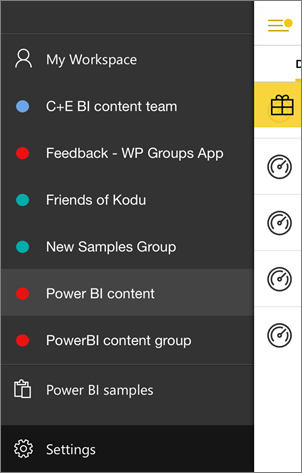 My Workspace
C+E BI content team
Feedback - WP Groups App
Friends of Kodu
New Samples Group
Power BI content
PowerBI content group
Power BI samples
Settings